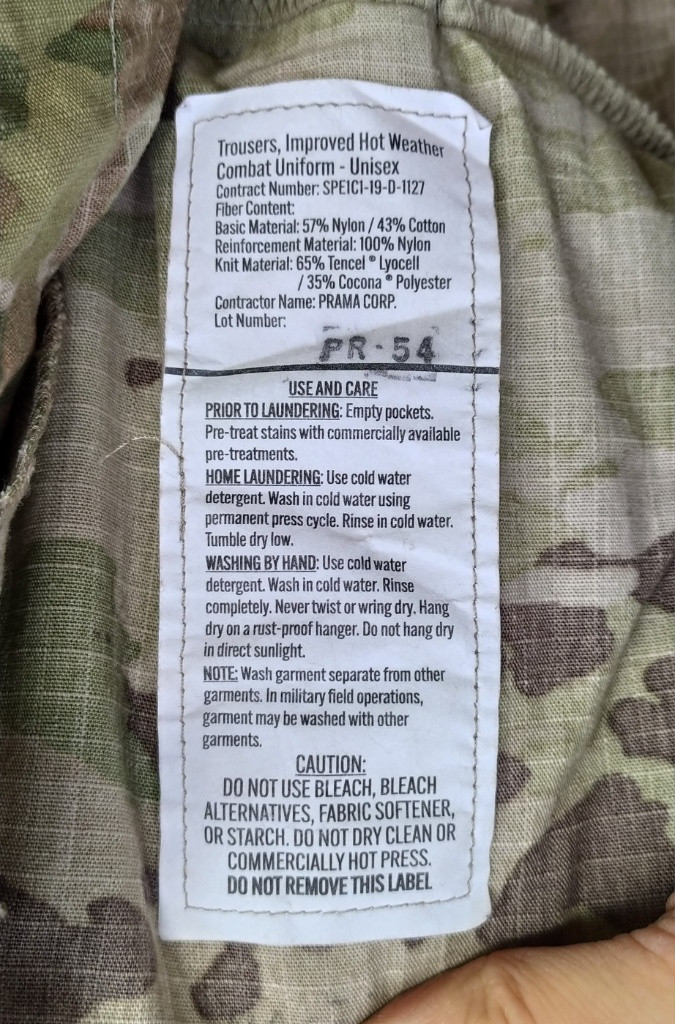 Trousers, Improved Hot Weather
Combat Uniform - Unisex
Contract Number: SPE1C1-19-D-1127
Fiber Content:
Basic Material: 57% Nylon / 43% Cotton
Reinforcement Material: 100% Nylon
Knit Material: 65% Tencel ® Lyocell
/ 35% Cocona ® Polyester
Contractor Name: PRAMA CORP.
Lot Number:
PR-54
USE AND CARE
PRIOR TO LAUNDERING: Empty pockets.
Pre-treat stains with commercially available
pre-treatments.
HOME LAUNDERING: Use cold water
detergent. Wash in cold water using
permanent press cycle. Rinse in cold water.
Tumble dry low.
WASHING BY HAND: Use cold water
detergent. Wash in cold water. Rinse
completely. Never twist or wring dry. Hang
dry on a rust-proof hanger. Do not hang dry
in direct sunlight.
NOTE: Wash garment separate from other
garments. In military field operations,
garment may be washed with other
garments.
CAUTION:
DO NOT USE BLEACH, BLEACH
ALTERNATIVES, FABRIC SOFTENER,
OR STARCH. DO NOT DRY CLEAN OR
COMMERCIALLY HOT PRESS.
DO NOT REMOVE THIS LABEL